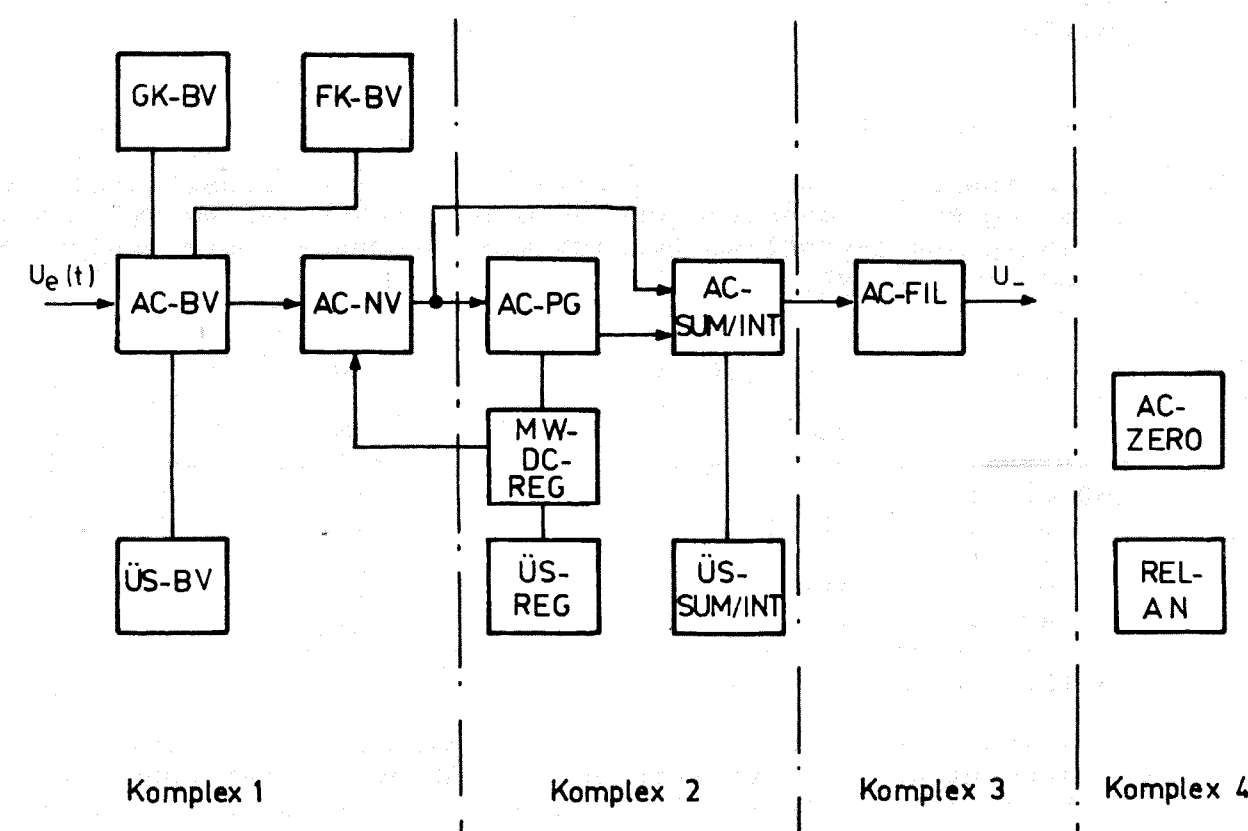 GK-BV
FK-BV
Ue (t)
AC-BV
AC-NV
AC-PG
AC-
SUM/INT
AC-FIL
U_
MW-
DC-
REG
AC-
ZERO
ÜS-BV
ÜS-
REG
ÜS-
SUM/INT
REL-
AN
Komplex 1
Komplex 2
Komplex 3
Komplex 4